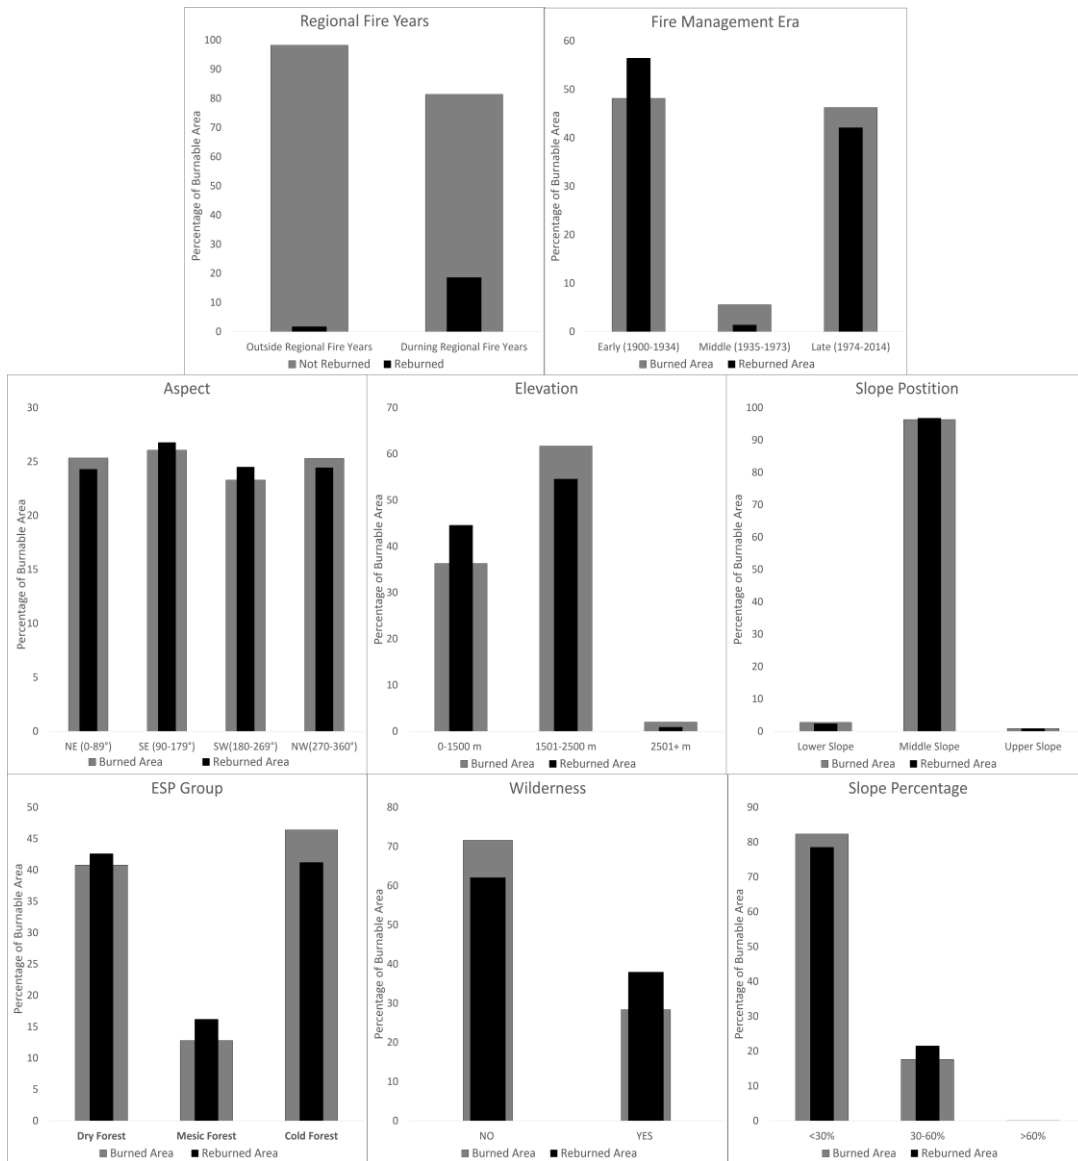 Regional Fire Years
Percentage of Burnable Area
100
90
80
70
60
50
40
30
20
10
0
Outside Regional Fire Years Durning Regional Fire Years
Not Reburned Reburned
Fire Management Era
Percentage of Burnable Area
60
50
40
30
20
10
0
Early (1900-1934) Middle (1935-1973) Late (1974-2014)
Burned Area Reburned Area
Aspect
Percentage of Burnable Area
30
25
20
15
10
5
0
NE (0-89°) SE (90-179°) SW(180-269°) NW(270-360°)
Burned Area Reburned Area
Elevation
Percentage of Burnable Area
70
60
50
40
30
20
10
0
0-1500 m 1501-2500 m 2501+ m
Burned Area Reburned Area
Slope Postition
Percentage of Burnable Area
100
90
80
70
60
50
40
30
20
10
0
Lower Slope Middle Slope Upper Slope
Burned Area Reburned Area
ESP Group
Percentage of Burnable Area
50
45
40
35
30
25
20
15
10
5
0
Dry Forest Mesic Forest Cold Forest
Burned Area Reburned Area
Wilderness
Percentage of Burnable Area
80
70
60
50
40
30
20
10
0
NO YES
Burned Area Reburned Area
Slope Percentage
Percentage of Burnable Area
90
80
70
60
50
40
30
20
10
0
<30% 30-60% >60%
Burned Area Reburned Area